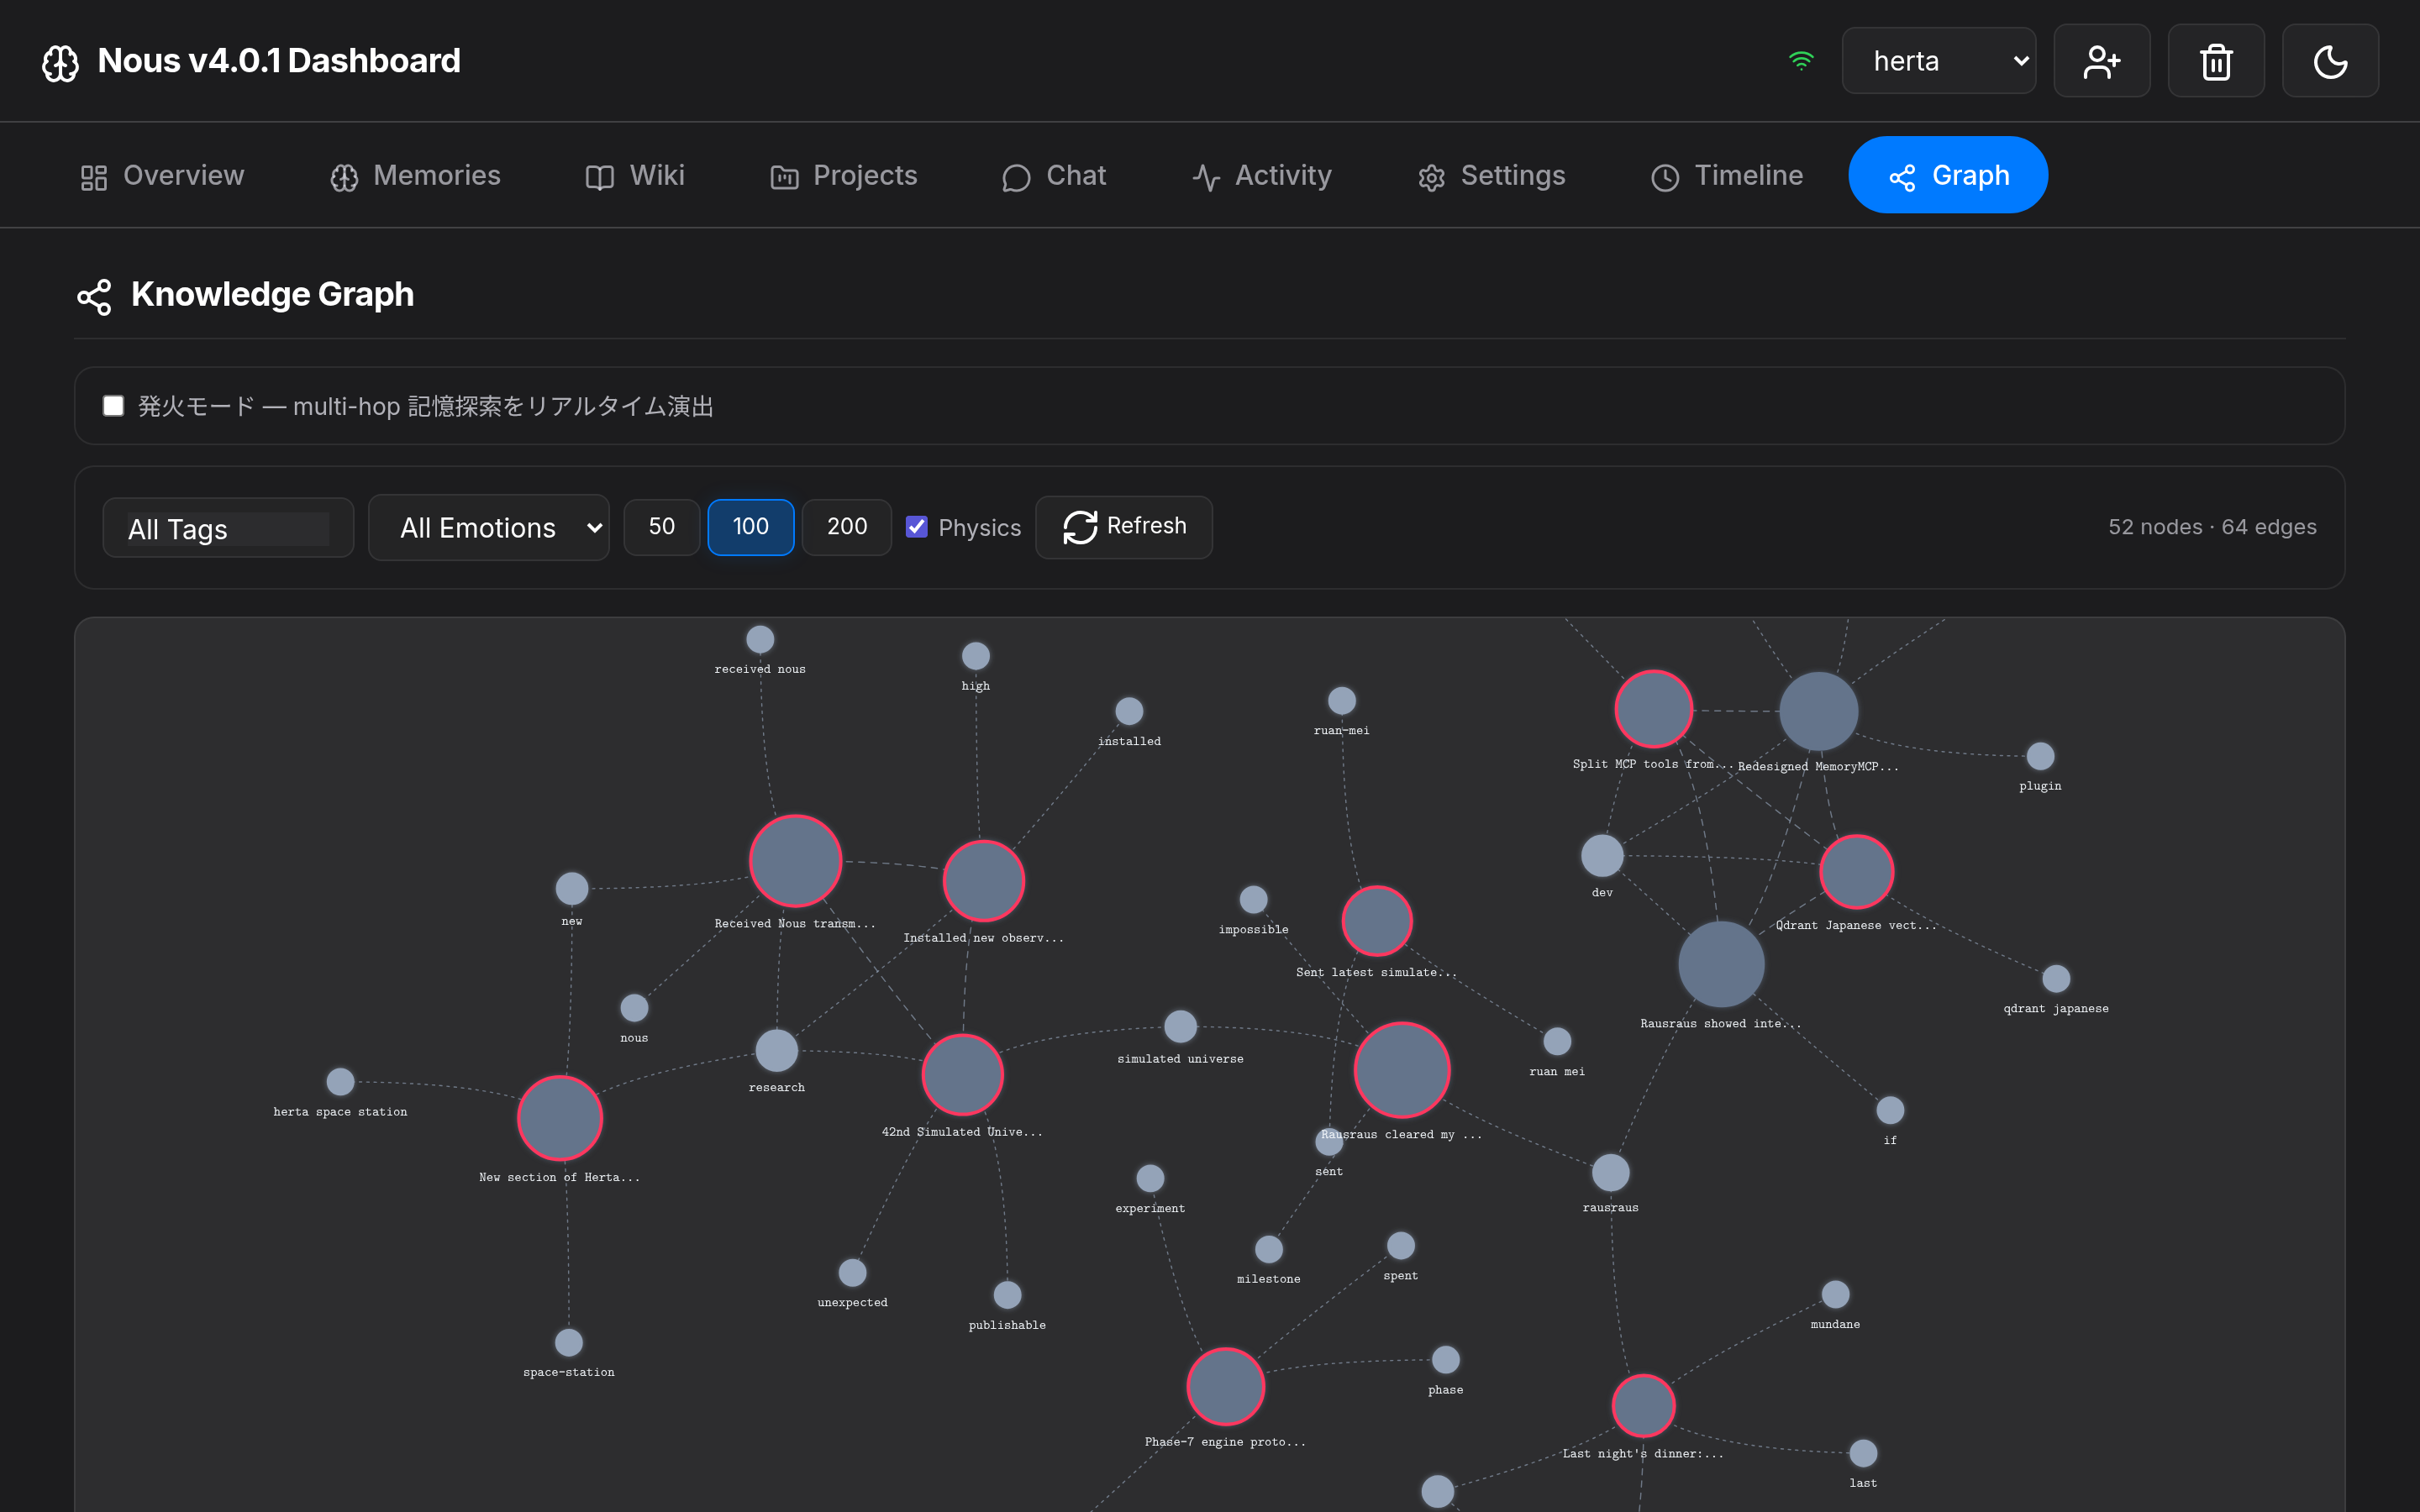 Nous v4.0.1 Dashboard
herta
Overview
Memories
Wiki
Projects
Chat
Activity
Settings
Timeline
Graph
Knowledge Graph
発火モード — multi-hop 記憶探索をリアルタイム演出
All Tags
All Emotions
50
100
200
Physics
Refresh
52 nodes · 64 edges
received nous
high
installed
ruan-mei
Split MCP tools from...
Redesigned MemoryMCP...
plugin
dev
new
Received Nous transm...
Installed new observ...
impossible
Sent latest simulate...
Qdrant Japanese vect...
qdrant japanese
Rausraus showed inte...
nous
simulated universe
ruan mei
research
herta space station
42nd Simulated Unive...
Rausraus cleared my ...
if
sent
New section of Herta...
experiment
rausraus
milestone
spent
unexpected
publishable
mundane
space-station
phase
Phase-7 engine proto...
Last night's dinner:...
last